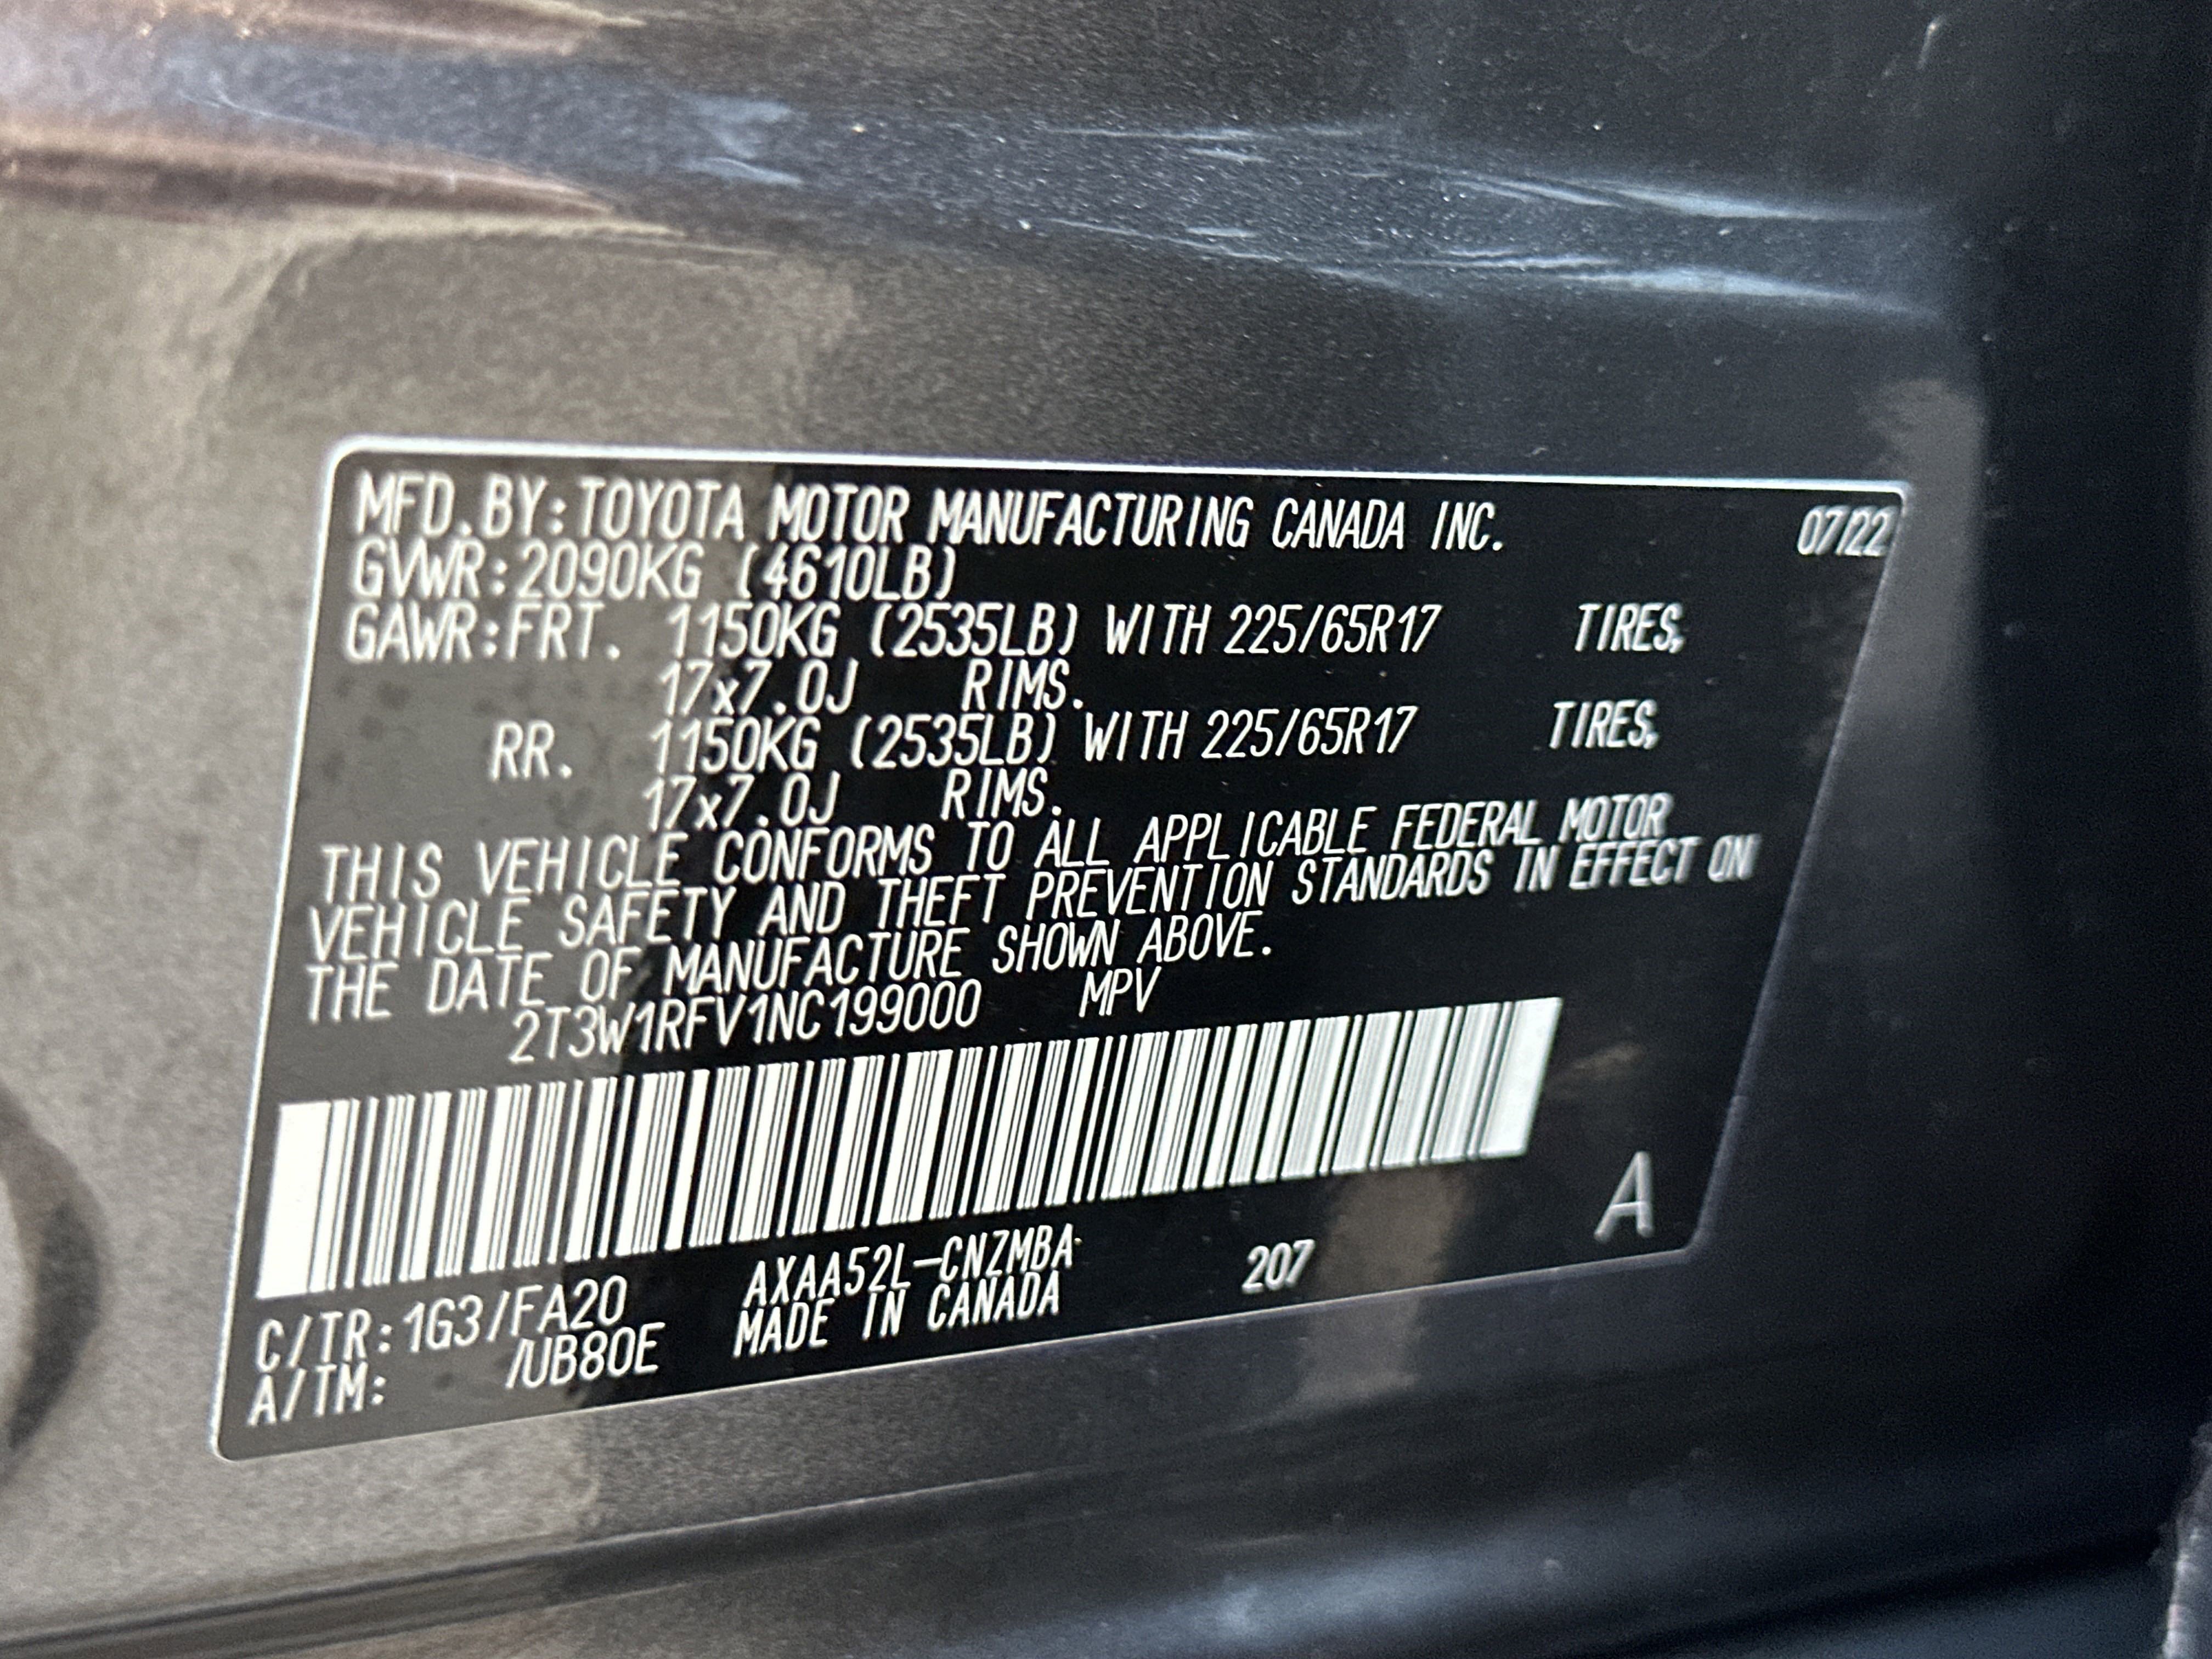 MFD.BY:TOYOTA MOTOR MANUFACTURING CANADA INC. 07/22
GVWR:2090KG (4610LB)
GAWR:FRT. 1150KG (2535LB) WITH 225/65R17 TIRES,
17x7.0J RIMS.
RR. 1150KG (2535LB) WITH 225/65R17 TIRES,
17x7.0J RIMS.
THIS VEHICLE CONFORMS TO ALL APPLICABLE FEDERAL MOTOR
VEHICLE SAFETY AND THEFT PREVENTION STANDARDS IN EFFECT ON
THE DATE OF MANUFACTURE SHOWN ABOVE.
2T3W1RFV1NC199000 MPV
A
C/TR:1G3/FA20 AXAA52L-CNZMBA 207
A/TM: /UB80E MADE IN CANADA